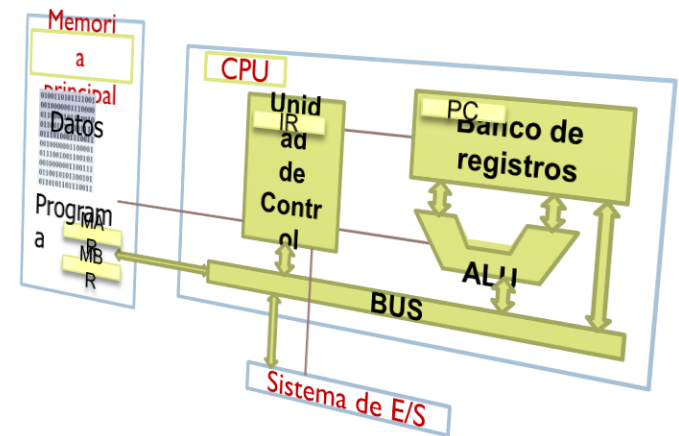 Memori
a
principal
0100110101111001
Datos
Program
a
MA
R
MB
R
CPU
Unid
IR
ad
de
Contr
ol
PC
Banco de
registros
ALU
BUS
Sistema de E/S